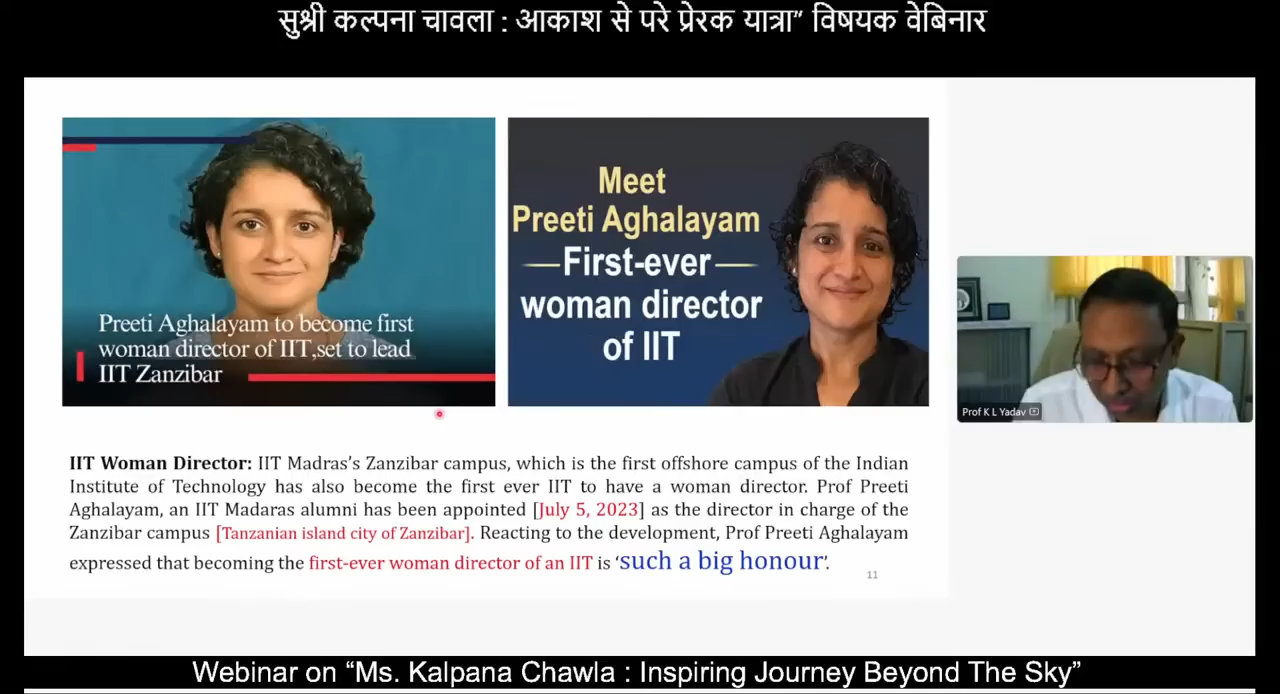 सुश्री कल्पना चावला : आकाश से परे प्रेरक यात्रा” विषयक वेबिनार
Preeti Aghalayam to become first
woman director of IIT,set to lead
IIT Zanzibar
Meet
Preeti Aghalayam
First-ever
woman director
of IIT
Prof K L Yadav
IIT Woman Director: IIT Madras’s Zanzibar campus, which is the first offshore campus of the Indian
Institute of Technology has also become the first ever IIT to have a woman director. Prof Preeti
Aghalayam, an IIT Madaras alumni has been appointed [July 5, 2023] as the director in charge of the
Zanzibar campus [Tanzanian island city of Zanzibar]. Reacting to the development, Prof Preeti Aghalayam
expressed that becoming the first-ever woman director of an IIT is ‘such a big honour’.
11
Webinar on “Ms. Kalpana Chawla : Inspiring Journey Beyond The Sky”